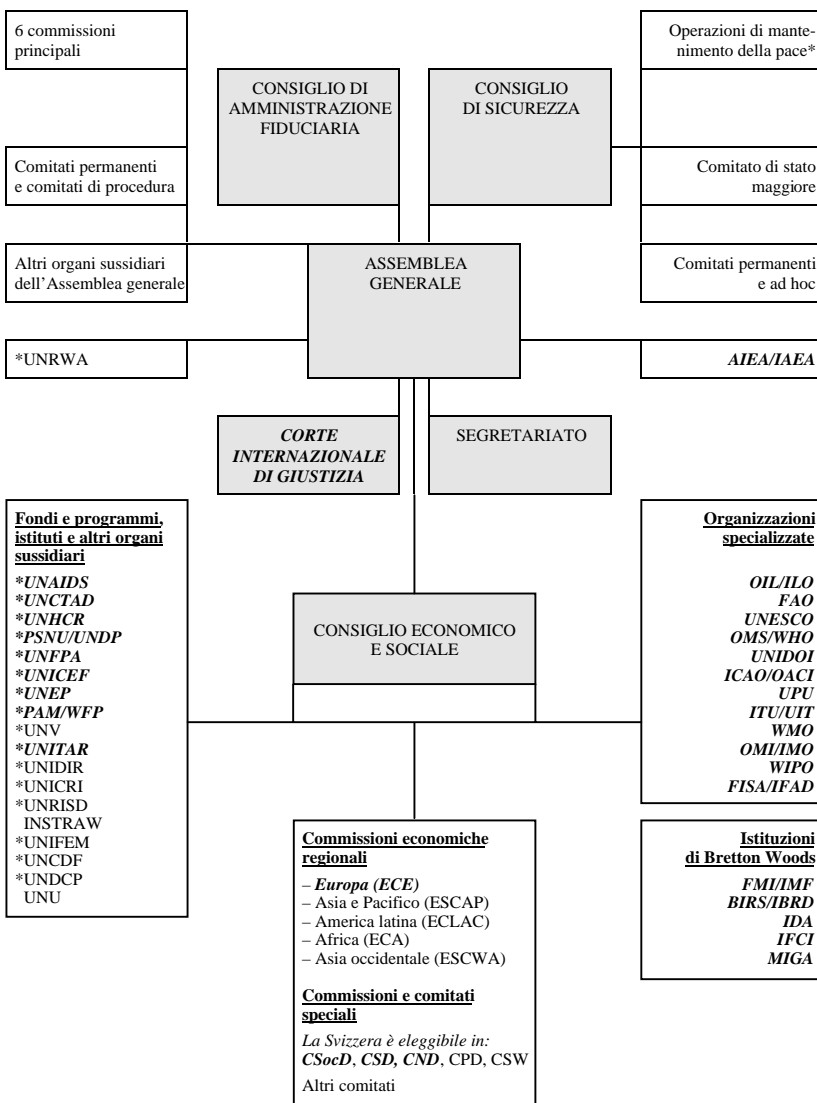 6 commissioni
principali
Operazioni di mante-
nimento della pace*
CONSIGLIO DI
AMMINISTRAZIONE
FIDUCIARIA
CONSIGLIO
DI SICUREZZA
Comitati permanenti
e comitati di procedura
Comitato di stato
maggiore
Altri organi sussidiari
dell'Assemblea generale
ASSEMBLEA
GENERALE
Comitati permanenti
e ad hoc
*UNRWA
AIEA/IAEA
CORTE
INTERNAZIONALE
DI GIUSTIZIA
SEGRETARIATO
Fondi e programmi,
istituti e altri organi
sussidiari
*UNAIDS
*UNCTAD
*UNHCR
*PSNU/UNDP
*UNFPA
*UNICEF
*UNEP
*PAM/WFP
*UNV
*UNITAR
*UNIDIR
*UNICRI
*UNRISD
INSTRAW
*UNIFEM
*UNCDF
*UNDCP
UNU
CONSIGLIO ECONOMICO
E SOCIALE
Organizzazioni
specializzate
OIL/ILO
FAO
UNESCO
OMS/WHO
UNIDOI
ICAO/OACI
UPU
ITU/UIT
WMO
OMI/IMO
WIPO
FISA/IFAD
Commissioni economiche
regionali
– Europa (ECE)
– Asia e Pacifico (ESCAP)
– America latina (ECLAC)
– Africa (ECA)
– Asia occidentale (ESCWA)
Commissioni e comitati
speciali
La Svizzera è eleggibile in:
CSocD, CSD, CND, CPD, CSW
Altri comitati
Istituzioni
di Bretton Woods
FMI/IMF
BIRS/IBRD
IDA
IFCI
MIGA